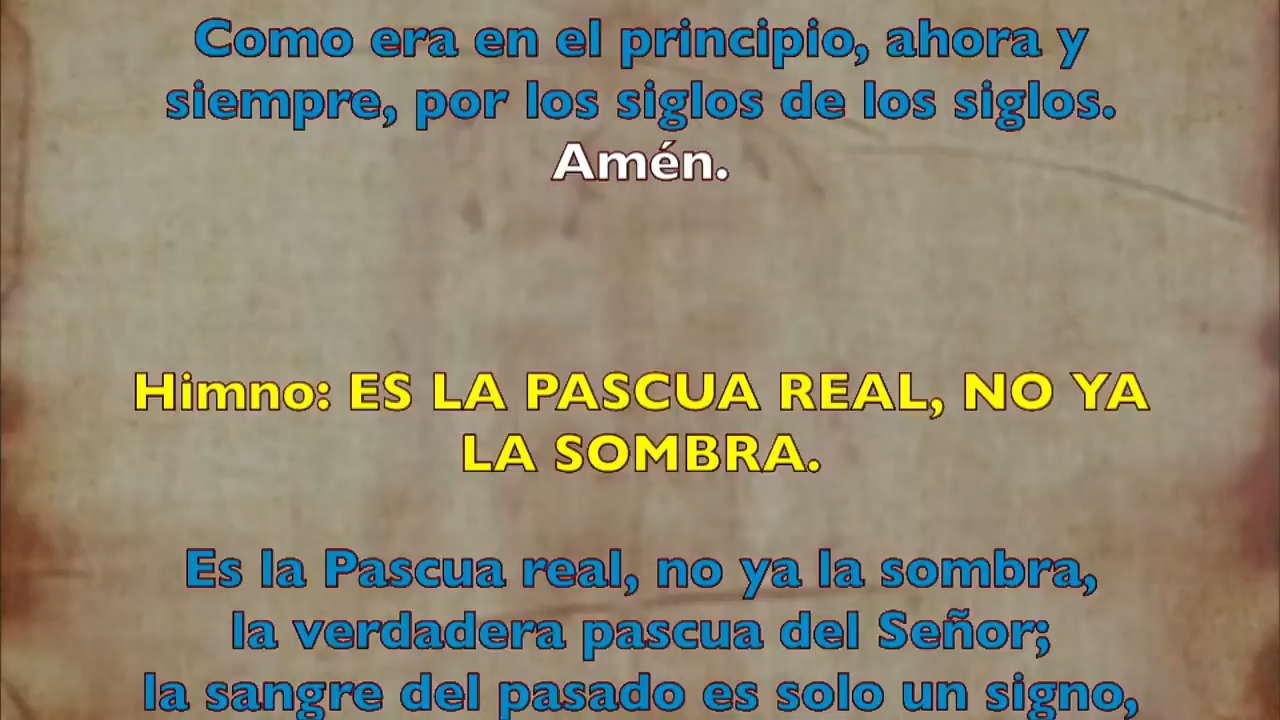 Como era en el principio, ahora y
siempre, por los siglos de los siglos.
Amén.
Himno: ES LA PASCUA REAL, NO YA
LA SOMBRA.
Es la Pascua real, no ya la sombra,
la verdadera pascua del Señor;
la sangre del pasado es solo un signo,